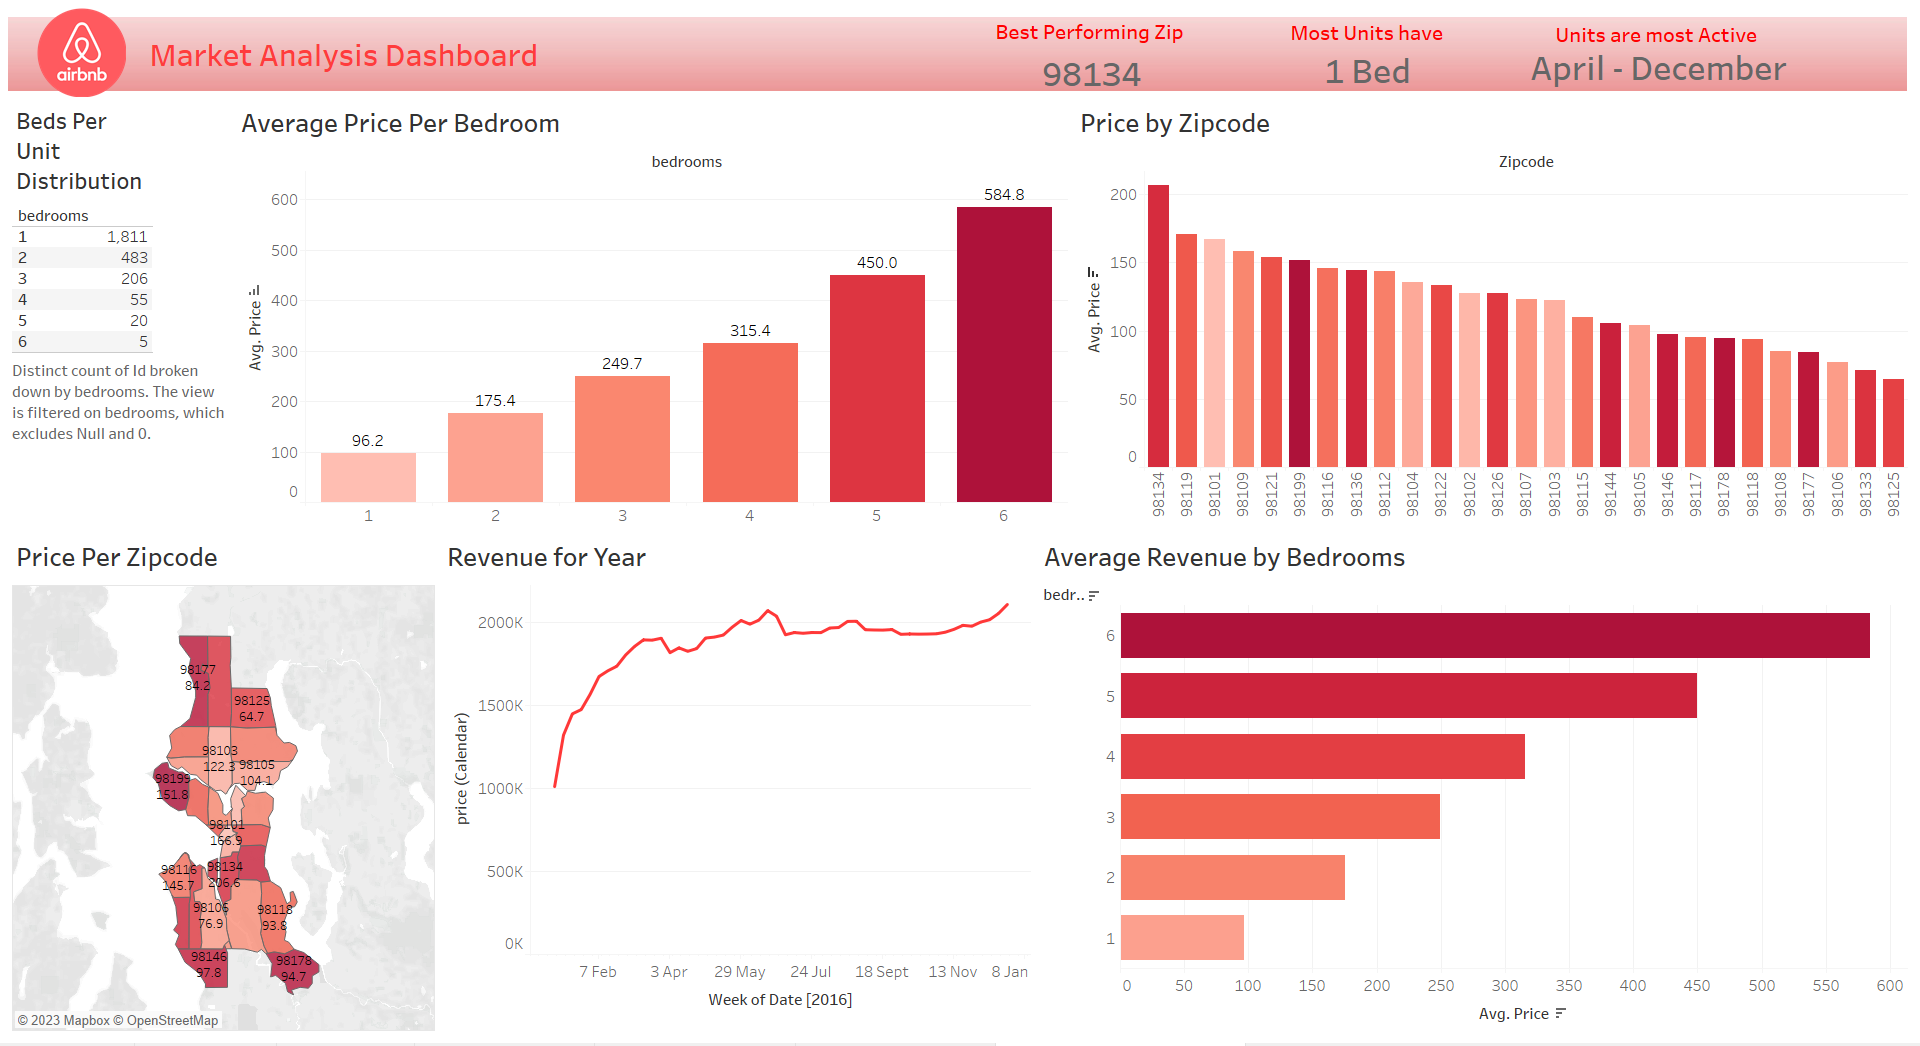 airbnb
Market Analysis Dashboard
Best Performing Zip
98134
Most Units have
1 Bed
Units are most Active
April - December
Beds Per
Unit
Distribution
bedrooms
1 1,811
2 483
3 206
4 55
5 20
6 5
Distinct count of Id broken
down by bedrooms. The view
is filtered on bedrooms, which
excludes Null and 0.
Average Price Per Bedroom
bedrooms
Avg. Price
600
500
400
300
200
100
0
96.2
175.4
249.7
315.4
450.0
584.8
1 2 3 4 5 6
Price by Zipcode
Zipcode
Avg. Price
200
150
100
50
0
98134
98119
98101
98109
98121
98199
98116
98136
98112
98104
98122
98102
98126
98107
98103
98115
98144
98105
98146
98117
98178
98118
98108
98177
98106
98133
98125
Price Per Zipcode
98177
84.2
98125
64.7
98103
122.3
98105
104.1
98199
151.8
98101
166.9
98116
145.7
98134
206.6
98106
76.9
98118
93.8
98146
97.8
98178
94.7
© 2023 Mapbox © OpenStreetMap
Revenue for Year
price (Calendar)
2000K
1500K
1000K
500K
0K
7 Feb 3 Apr 29 May 24 Jul 18 Sept 13 Nov 8 Jan
Week of Date [2016]
Average Revenue by Bedrooms
bedr..
6
5
4
3
2
1
0 50 100 150 200 250 300 350 400 450 500 550 600
Avg. Price